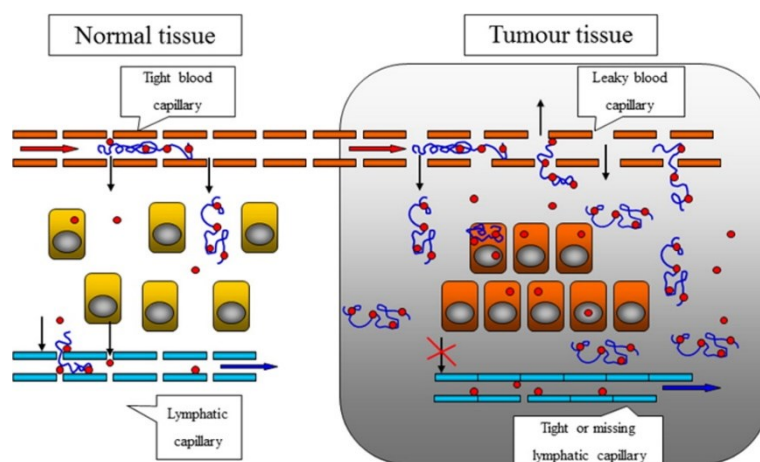 Normal tissue
Tumour tissue
Tight blood
capillary
Leaky blood
capillary
Lymphatic
capillary
Tight or missing
lymphatic capillary